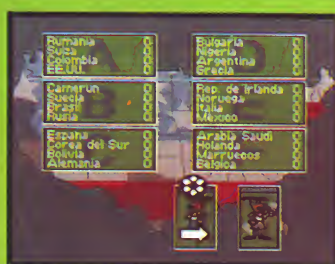 Rumania 0
Suiza 0
Colombia 0
EE.UU. 0
Bulgaria 0
Nigeria 0
Argentina 0
Grecia 0
Camerun 0
Suecia 0
Brasil 0
Rusia 0
Rep. de Irlanda 0
Noruega 0
Italia 0
Mexico 0
España 0
Corea del Sur 0
Bolivia 0
Alemania 0
Arabia Saudi 0
Holanda 0
Marruecos 0
Belgica 0